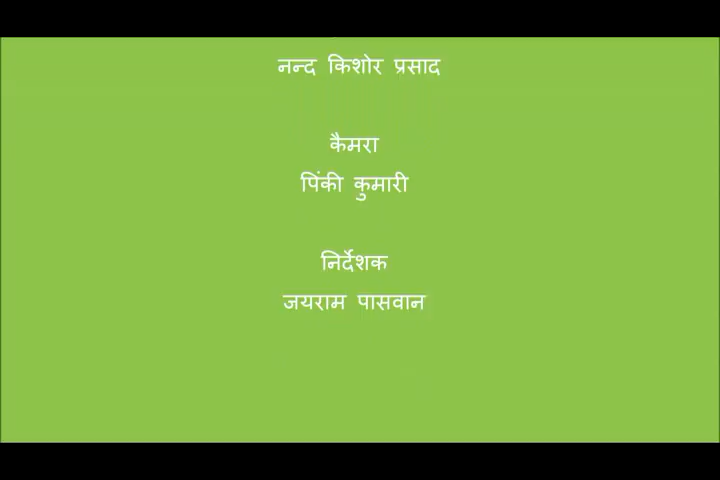 नन्द किशोर प्रसाद
कैमरा
पिंकी कुमारी
निर्देशक
जयराम पासवान